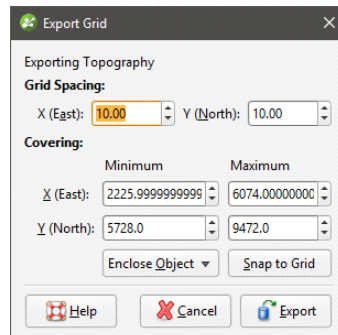 Export Grid
Exporting Topography
Grid Spacing:
X (East): 10.00 Y (North): 10.00
Covering:
Minimum Maximum
X (East): 2225.9999999999 6074.00000000
Y (North): 5728.0 9472.0
Enclose Object Snap to Grid
Help Cancel Export